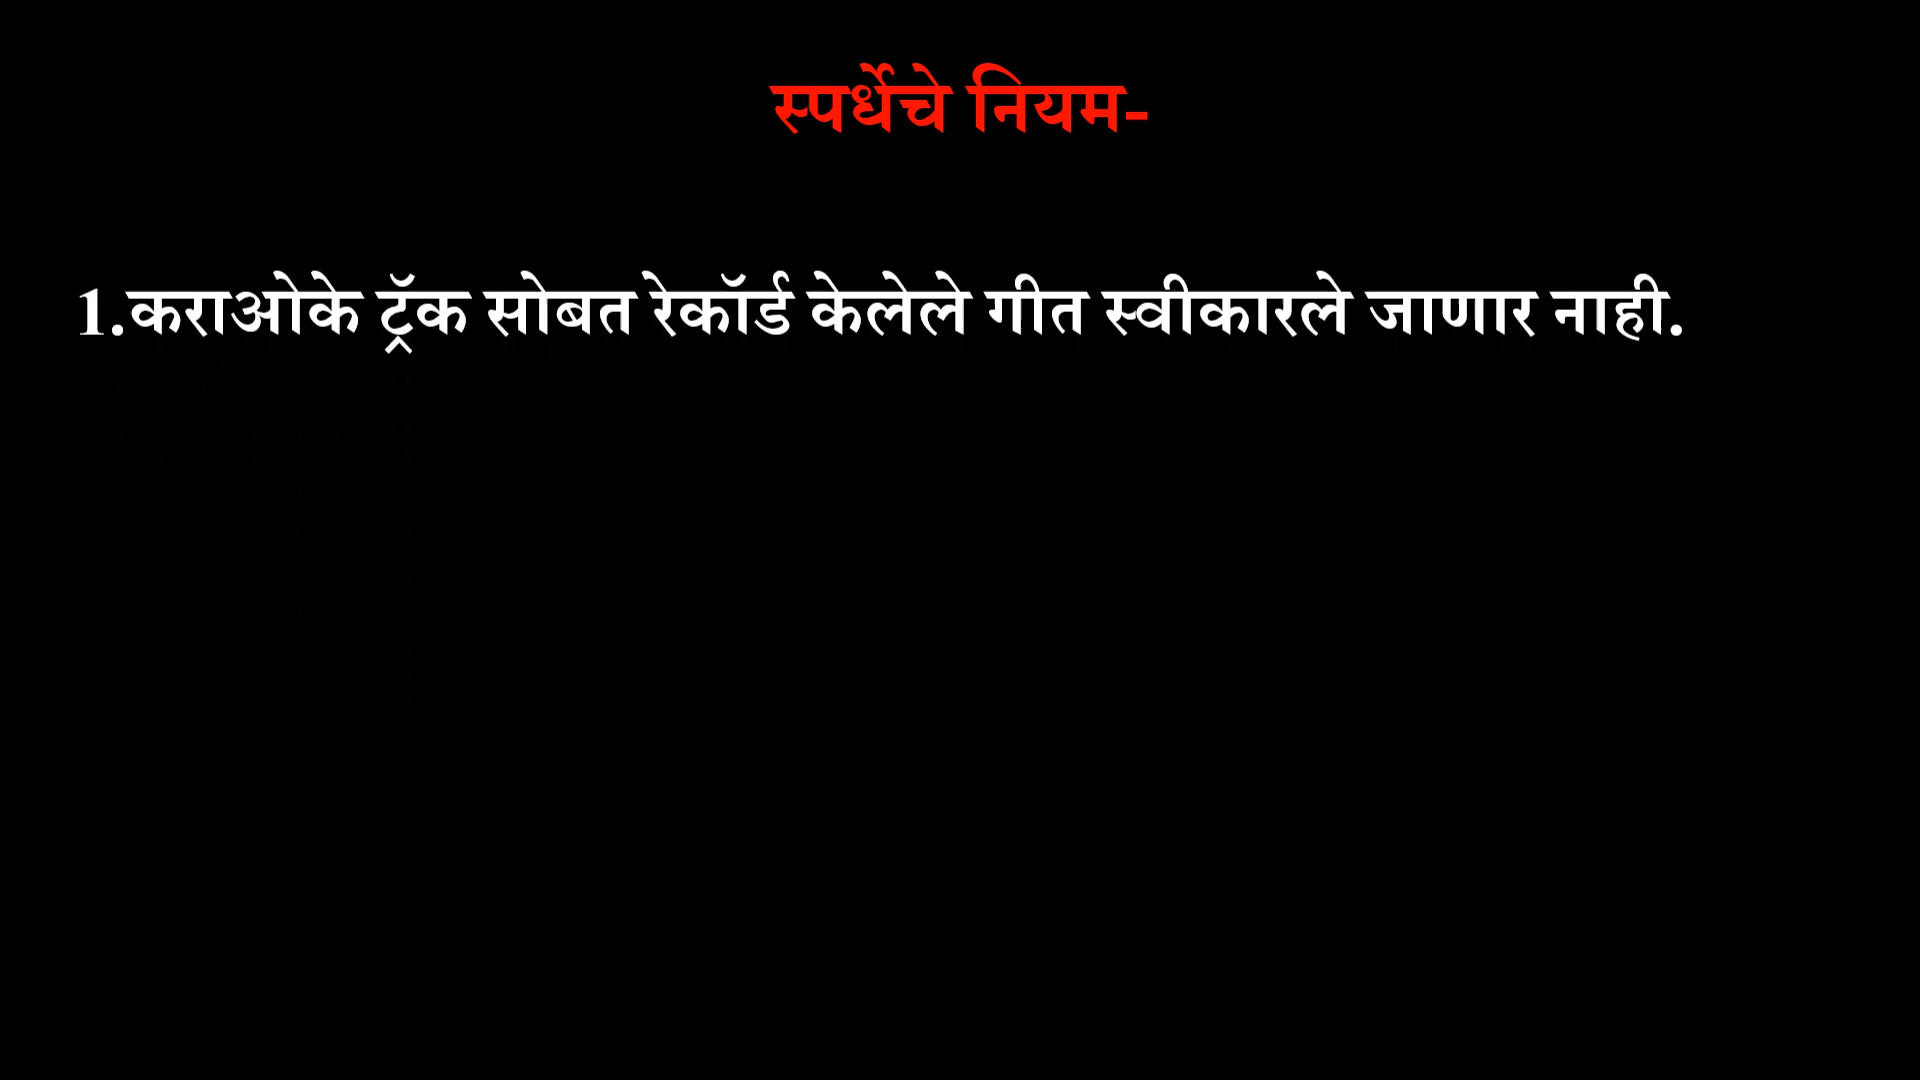 स्पर्धेचे नियम-
1.कराओके ट्रॅक सोबत रेकॉर्ड केलेले गीत स्वीकारले जाणार नाही.